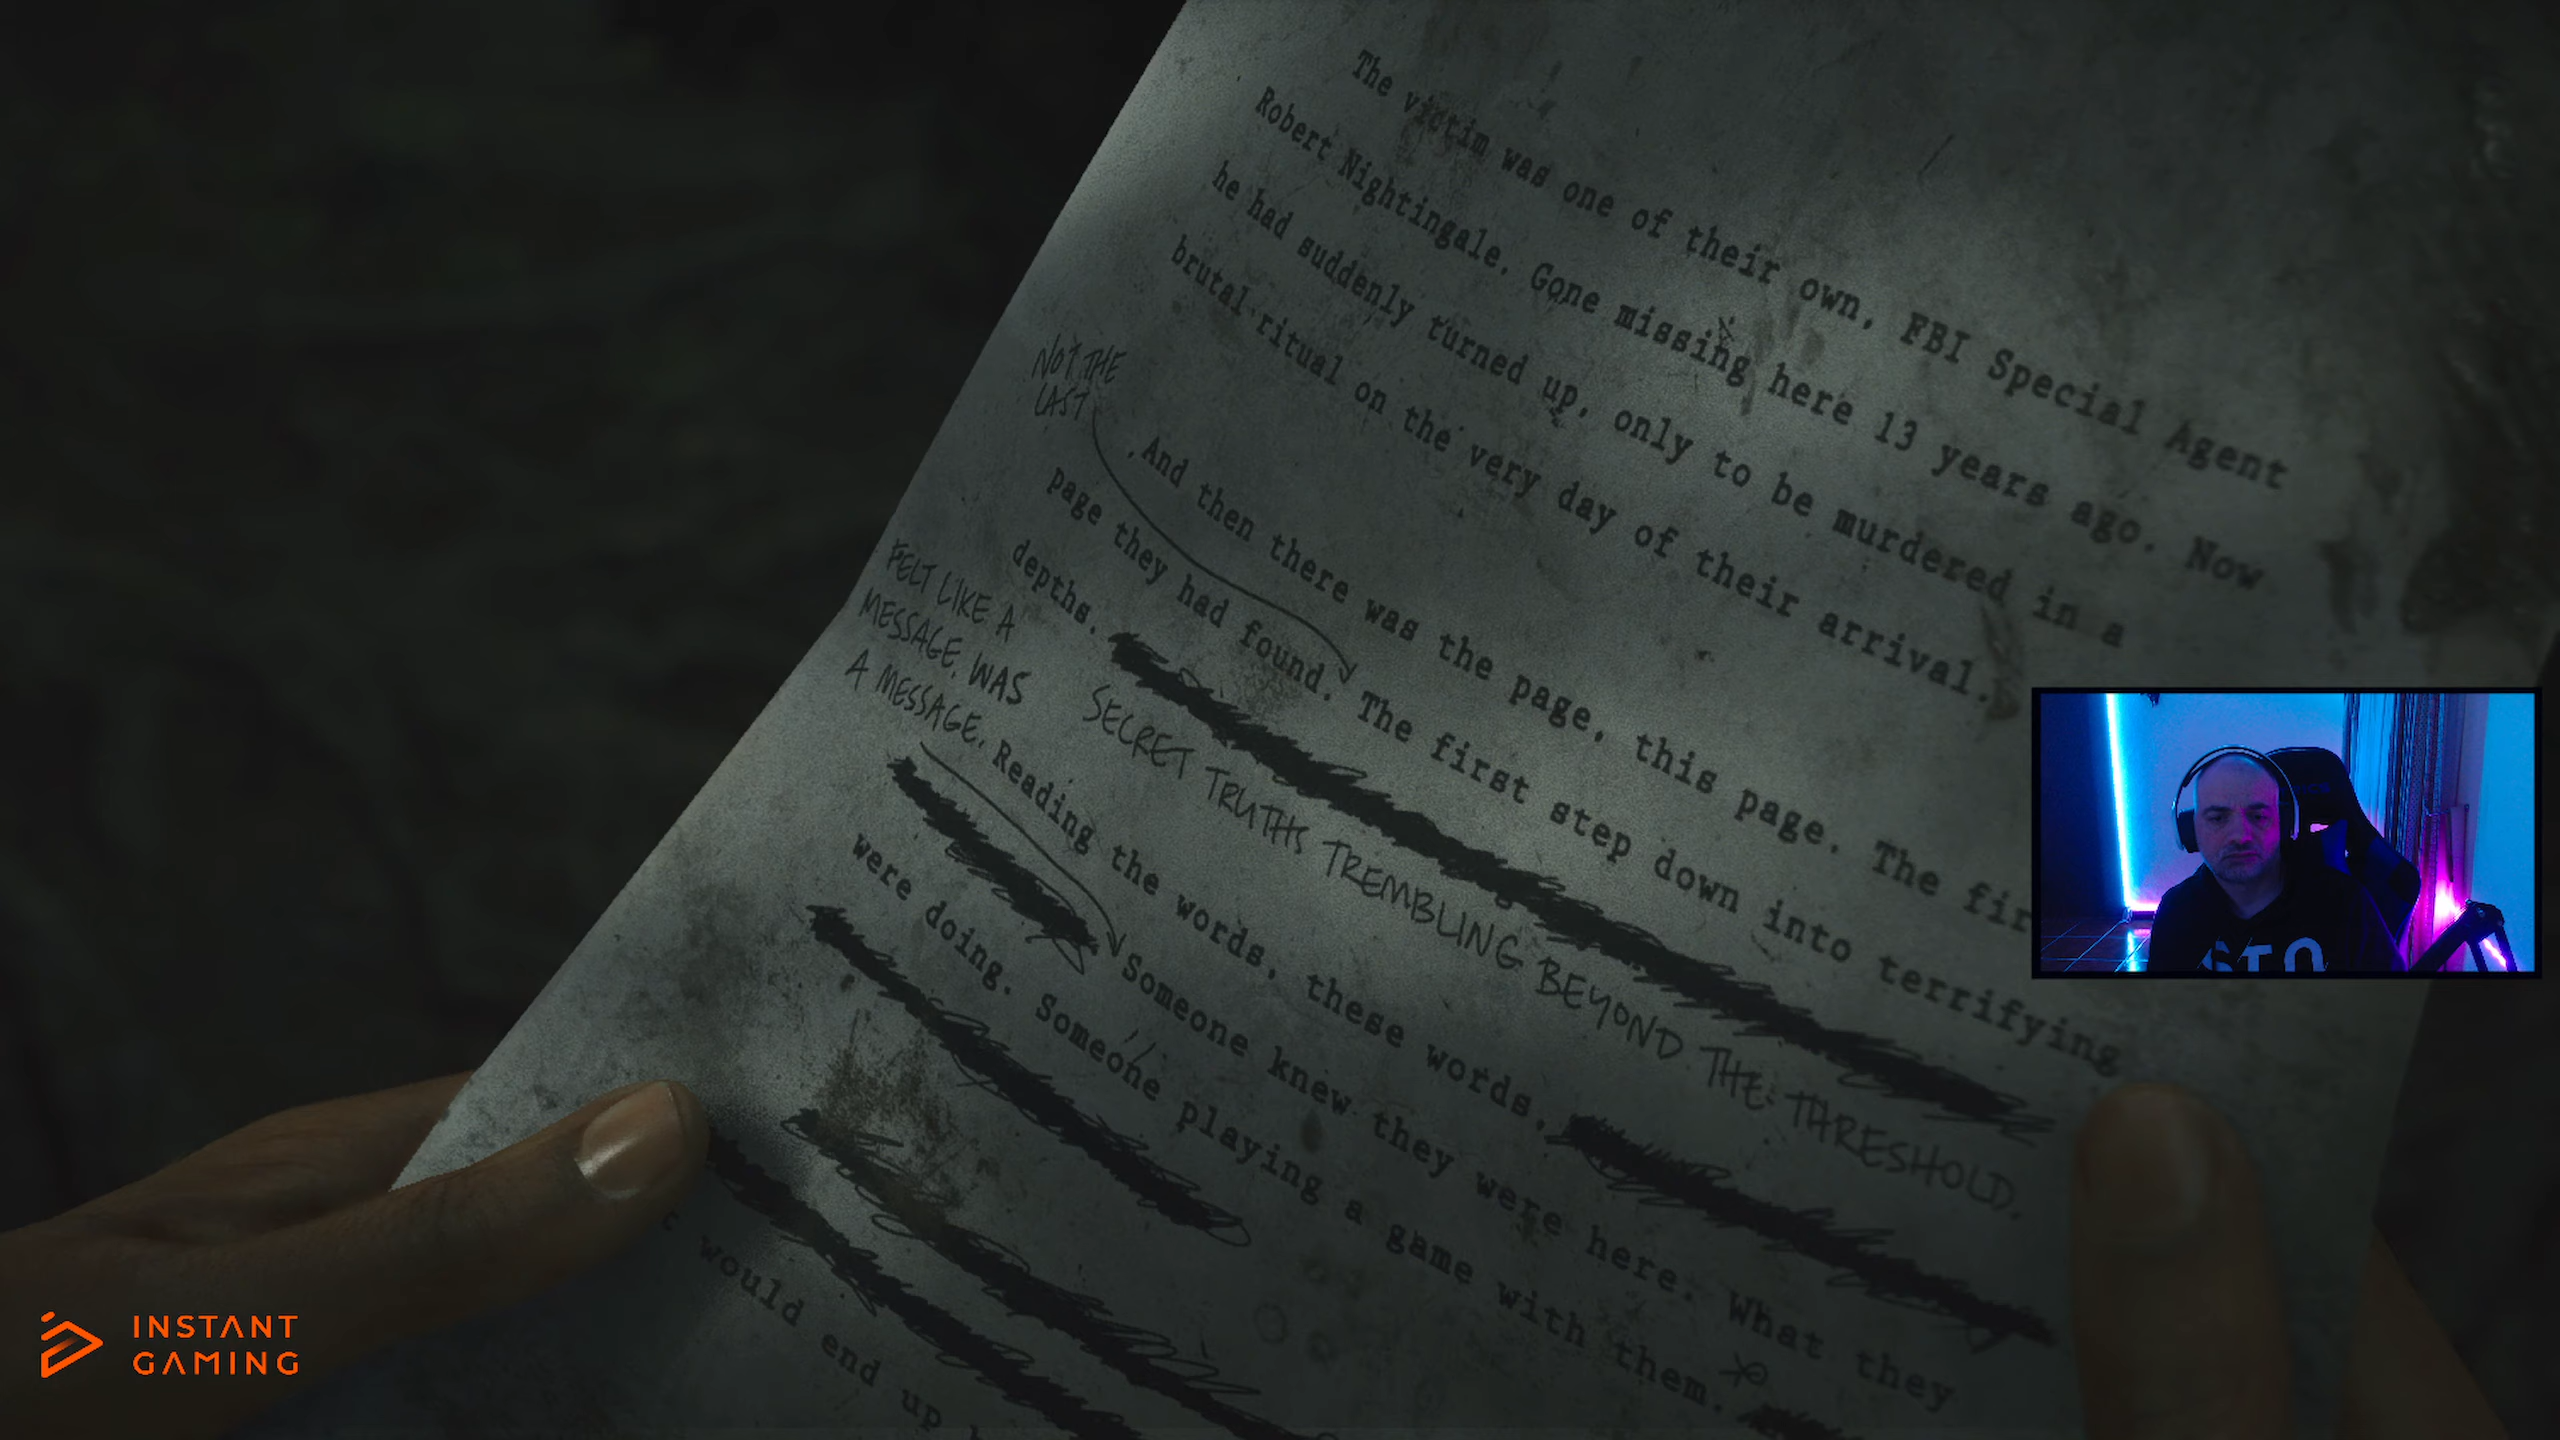 The victim was one of their own, FBI Special Agent
Robert Nightingale. Gone missing here 13 years ago. Now
he had suddenly turned up, only to be murdered in a
brutal ritual on the very day of their arrival.
NOT THE
LAST
And then there was the page, this page. The fir
page they had found. The first step down into terrifying
depths.
SECRET TRUTHS TREMBLING BEYOND THE THRESHOLD.
FELT LIKE A
MESSAGE. WAS
A MESSAGE.
Reading the words, these words,
Someone knew they were here. What they
were doing. Someone playing a game with them.
would end up
INSTANT
GAMING